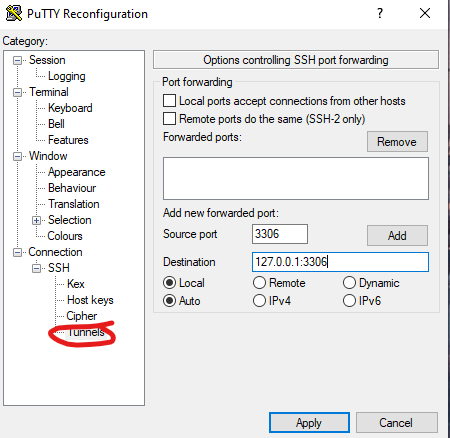 PuTTY Reconfiguration
?
Category:
Session
Logging
Terminal
Keyboard
Bell
Features
Window
Appearance
Behaviour
Translation
Selection
Colours
Connection
SSH
Kex
Host keys
Cipher
Tunnels
Options controlling SSH port forwarding
Port forwarding
Local ports accept connections from other hosts
Remote ports do the same (SSH-2 only)
Forwarded ports:
Remove
Add new forwarded port:
Source port 3306 Add
Destination 127.0.0.1:3306
Local Remote Dynamic
Auto IPv4 IPv6
Apply Cancel